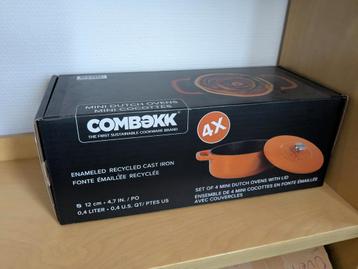 MINI DUTCH OVENS
MINI COCOTTES
COMBEKK
THE FIRST SUSTAINABLE COOKWARE BRAND
4X
ENAMELED RECYCLED CAST IRON
FONTE ÉMAILLÉE RECYCLÉE
Ø 12 cm - 4,7 IN. / PO
0,4 LITER - 0,4 U.S. QT/ PTES US
SET OF 4 MINI DUTCH OVENS WITH LID
ENSEMBLE DE 4 MINI COCOTTES EN FONTE ÉMAILLÉE
AVEC COUVERCLES